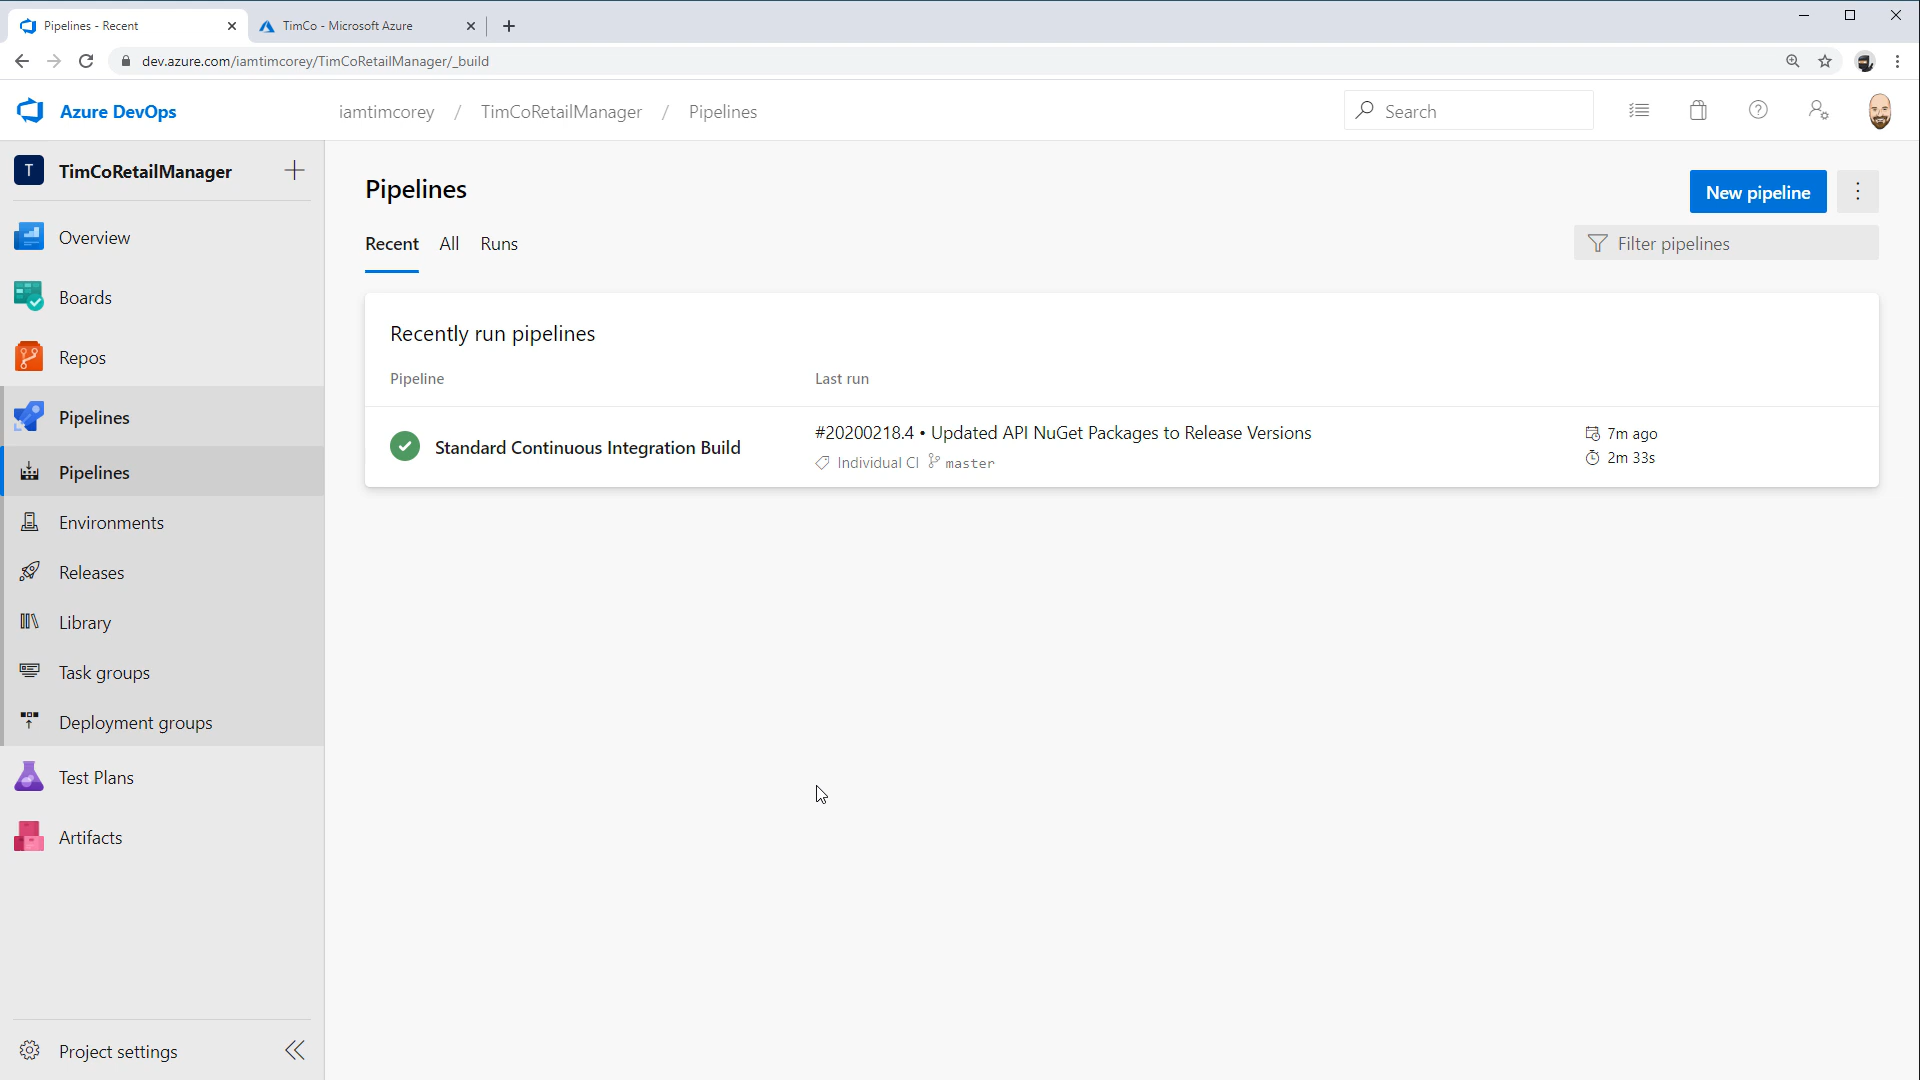 Pipelines - Recent
TimCo - Microsoft Azure
dev.azure.com/iamtimcorey/TimCoRetailManager/_build
Azure DevOps
iamtimcorey / TimCoRetailManager / Pipelines
Search
T TimCoRetailManager
Overview
Boards
Repos
Pipelines
Pipelines
Environments
Releases
Library
Task groups
Deployment groups
Test Plans
Artifacts
Project settings
Pipelines
New pipeline
Recent All Runs
Filter pipelines
Recently run pipelines
Pipeline Last run
Standard Continuous Integration Build
#20200218.4 • Updated API NuGet Packages to Release Versions
Individual CI master
7m ago
2m 33s